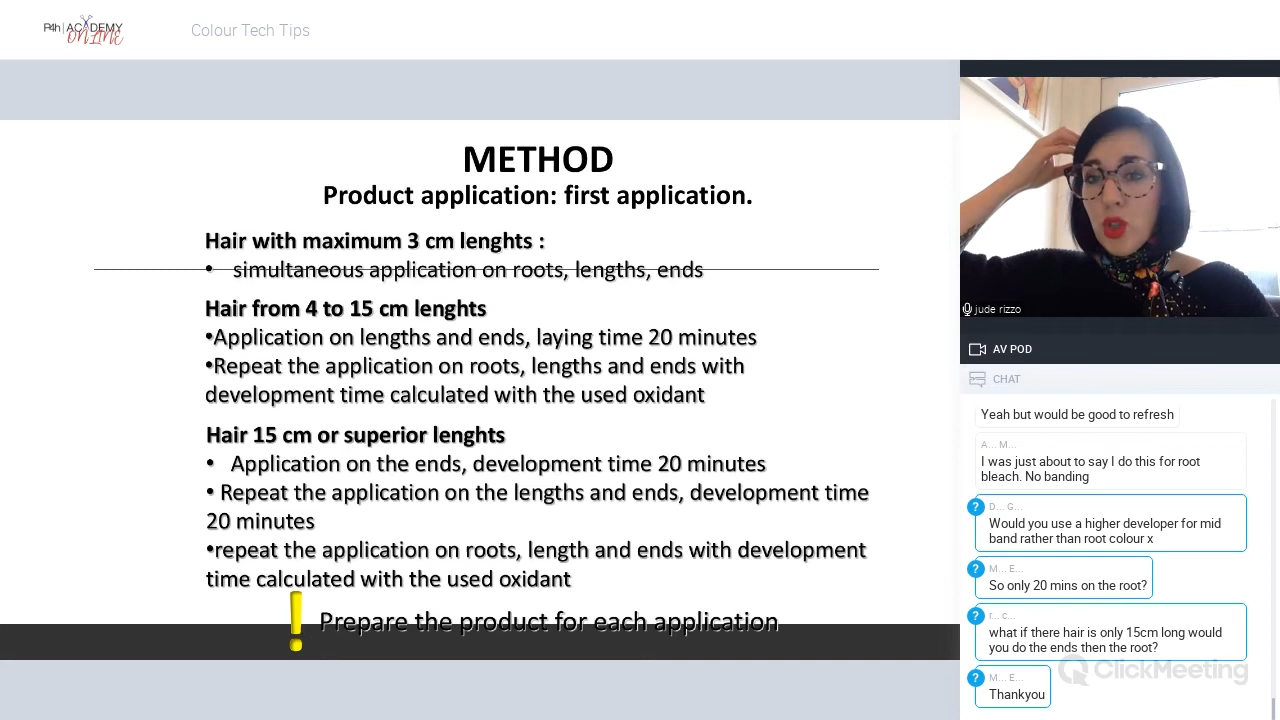 P4h | ACADEMY
ONLINE
Colour Tech Tips
METHOD
Product application: first application.
Hair with maximum 3 cm lenghts :
• simultaneous application on roots, lengths, ends
Hair from 4 to 15 cm lenghts
•Application on lengths and ends, laying time 20 minutes
•Repeat the application on roots, lengths and ends with
development time calculated with the used oxidant
Hair 15 cm or superior lenghts
• Application on the ends, development time 20 minutes
• Repeat the application on the lengths and ends, development time
20 minutes
•repeat the application on roots, length and ends with development
time calculated with the used oxidant
! Prepare the product for each application
jude rizzo
AV POD
CHAT
Yeah but would be good to refresh
A... M...
I was just about to say I do this for root
bleach. No banding
? D... G...
Would you use a higher developer for mid
band rather than root colour x
? M... E...
So only 20 mins on the root?
? r... c...
what if there hair is only 15cm long would
you do the ends then the root?
ClickMeeting
? M... E...
Thankyou